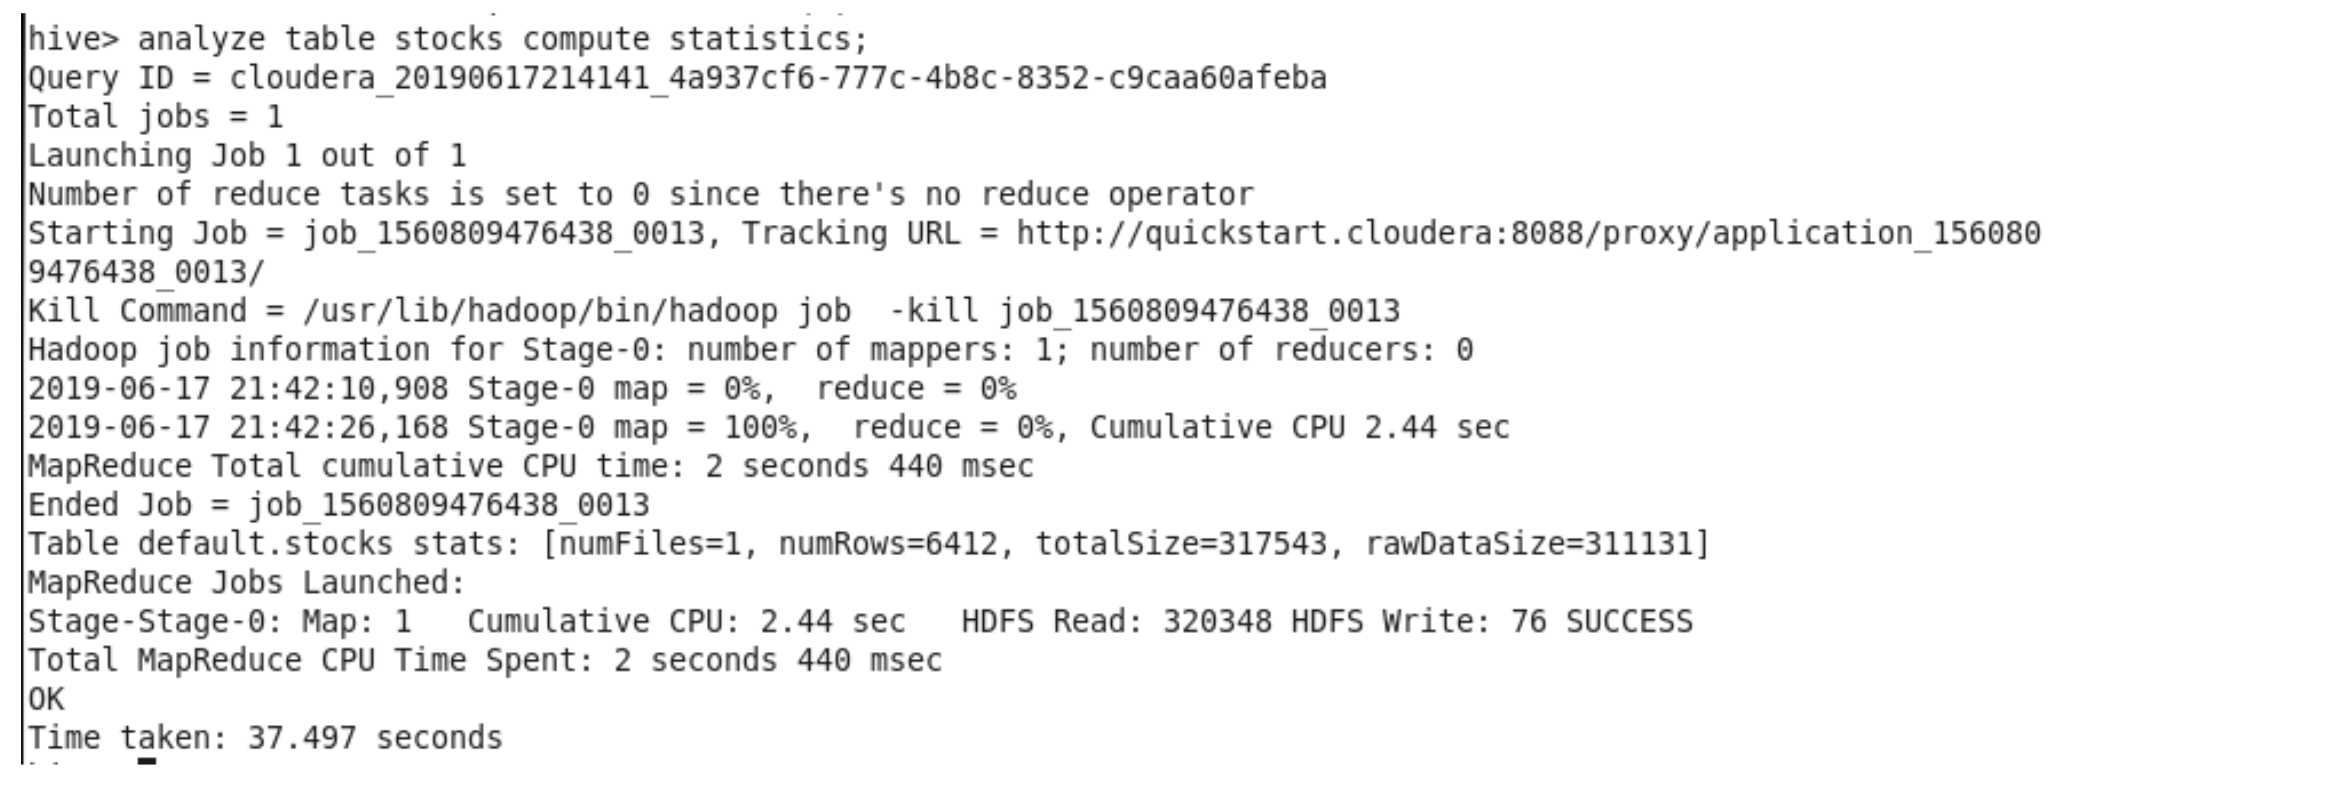 hive> analyze table stocks compute statistics;
Query ID = cloudera_20190617214141_4a937cf6-777c-4b8c-8352-c9caa60afeba
Total jobs = 1
Launching Job 1 out of 1
Number of reduce tasks is set to 0 since there's no reduce operator
Starting Job = job_1560809476438_0013, Tracking URL = http://quickstart.cloudera:8088/proxy/application_156080
9476438_0013/
Kill Command = /usr/lib/hadoop/bin/hadoop job  -kill job_1560809476438_0013
Hadoop job information for Stage-0: number of mappers: 1; number of reducers: 0
2019-06-17 21:42:10,908 Stage-0 map = 0%,  reduce = 0%
2019-06-17 21:42:26,168 Stage-0 map = 100%,  reduce = 0%, Cumulative CPU 2.44 sec
MapReduce Total cumulative CPU time: 2 seconds 440 msec
Ended Job = job_1560809476438_0013
Table default.stocks stats: [numFiles=1, numRows=6412, totalSize=317543, rawDataSize=311131]
MapReduce Jobs Launched:
Stage-Stage-0: Map: 1   Cumulative CPU: 2.44 sec   HDFS Read: 320348 HDFS Write: 76 SUCCESS
Total MapReduce CPU Time Spent: 2 seconds 440 msec
OK
Time taken: 37.497 seconds